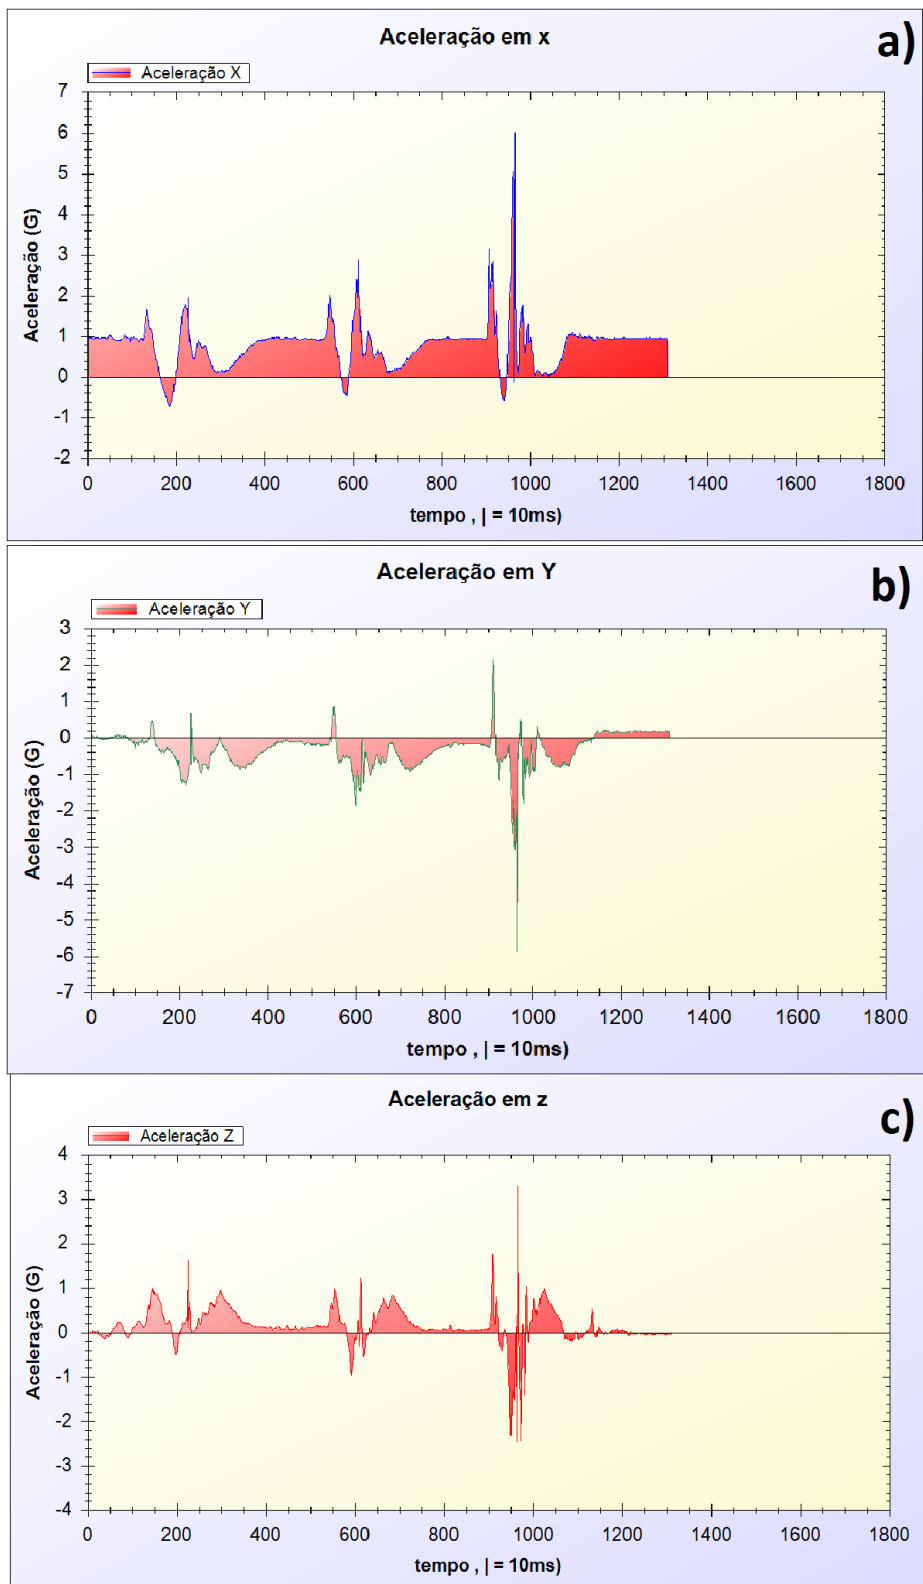 Aceleração em x
a)
Aceleração X
7
6
5
4
3
2
1
0
-1
-2
Aceleração (G)
0 200 400 600 800 1000 1200 1400 1600 1800
tempo , | = 10ms)
Aceleração em Y
b)
Aceleração Y
3
2
1
0
-1
-2
-3
-4
-5
-6
-7
Aceleração (G)
0 200 400 600 800 1000 1200 1400 1600 1800
tempo , | = 10ms)
Aceleração em z
c)
Aceleração Z
4
3
2
1
0
-1
-2
-3
-4
Aceleração (G)
0 200 400 600 800 1000 1200 1400 1600 1800
tempo , | = 10ms)